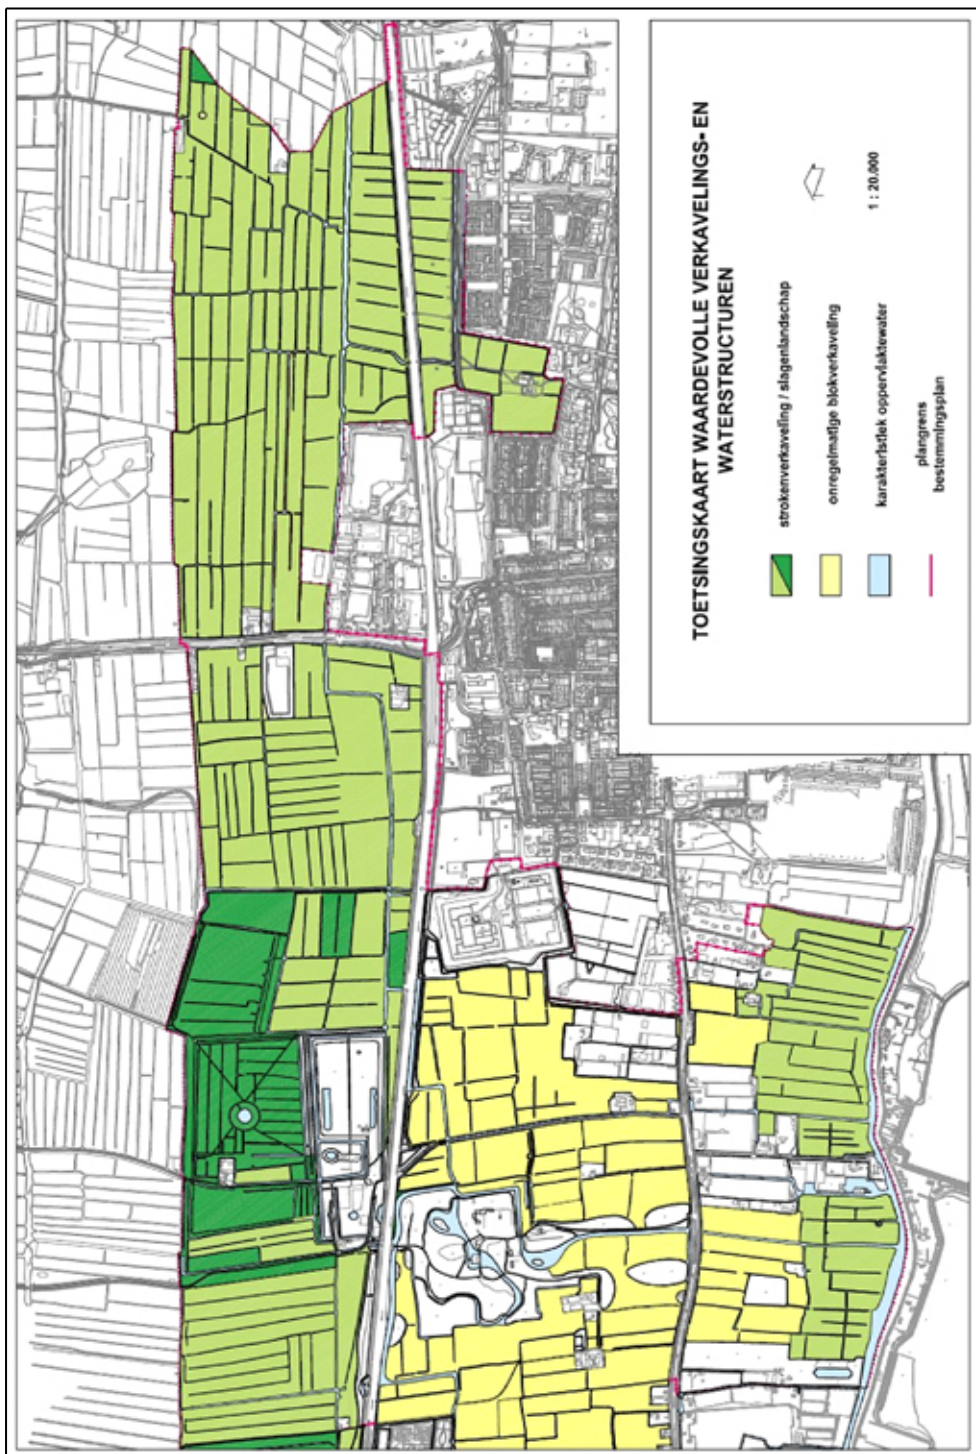 TOETSINGSKAART WAARDEVOLLE VERKAVELINGS- EN
WATERSTRUCTUREN
strokenverkaveling / slagenlandschap
onregelmatige blokverkaveling
karakteristiek oppervlaktewater
plangrens
bestemmingsplan
1 : 20.000